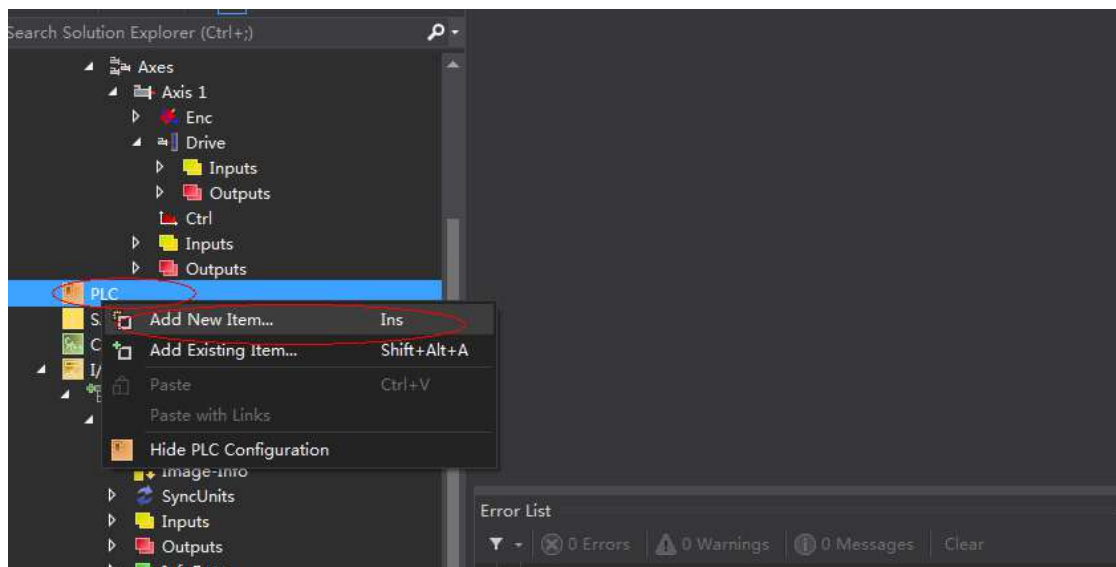 Search Solution Explorer (Ctrl+;)
Axes
Axis 1
Enc
Drive
Inputs
Outputs
Ctrl
Inputs
Outputs
PLC
Add New Item... Ins
Add Existing Item... Shift+Alt+A
Paste Ctrl+V
Paste with Links
Hide PLC Configuration
Image-Info
SyncUnits
Inputs
Outputs
Error List
0 Errors 0 Warnings 0 Messages Clear